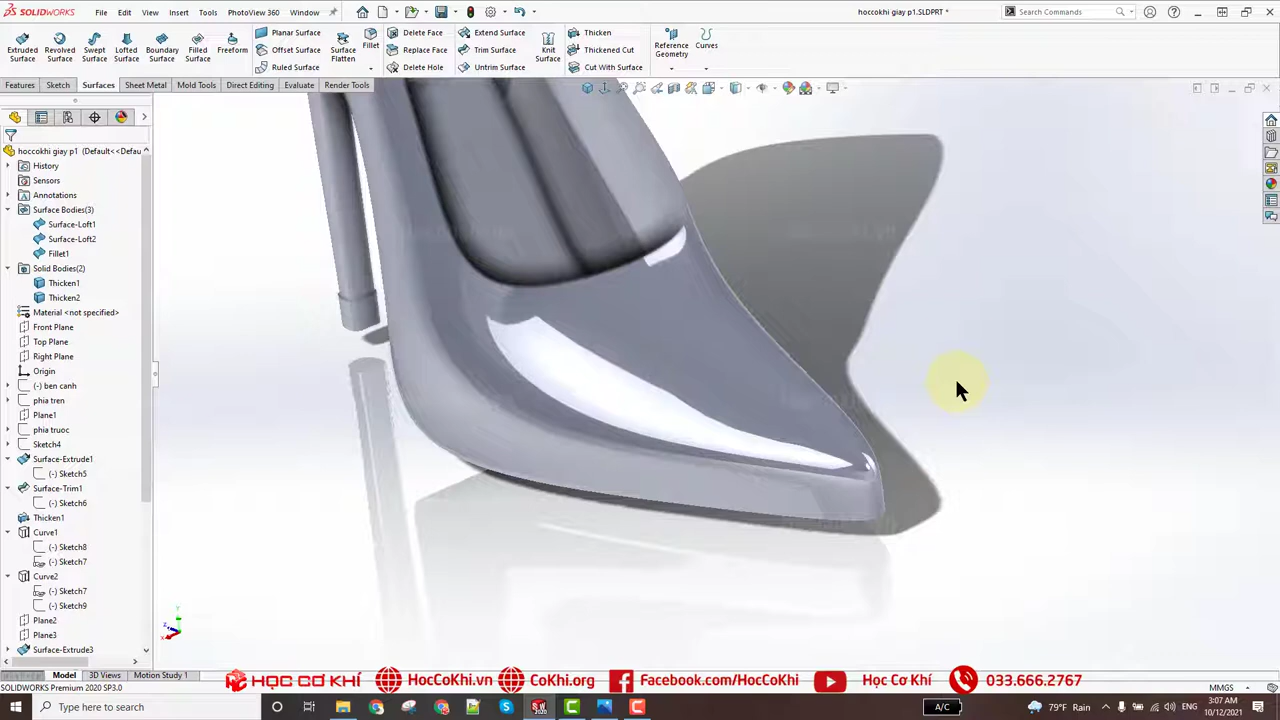 SOLIDWORKS File Edit View Insert Tools PhotoView 360 Window hoccokhi giay p1.SLDPRT * Search Commands
Extruded Surface
Revolved Surface
Swept Surface
Lofted Surface
Boundary Surface
Filled Surface
Freeform
Planar Surface
Offset Surface
Ruled Surface
Surface Flatten
Fillet
Delete Face
Replace Face
Delete Hole
Extend Surface
Trim Surface
Untrim Surface
Knit Surface
Thicken
Thickened Cut
Cut With Surface
Reference Geometry
Curves
Features Sketch Surfaces Sheet Metal Mold Tools Direct Editing Evaluate Render Tools
hoccokhi giay p1 (Default<<Defau
History
Sensors
Annotations
Surface Bodies(3)
Surface-Loft1
Surface-Loft2
Fillet1
Solid Bodies(2)
Thicken1
Thicken2
Material <not specified>
Front Plane
Top Plane
Right Plane
Origin
(-) ben canh
phia tren
Plane1
phia truoc
Sketch4
Surface-Extrude1
(-) Sketch5
Surface-Trim1
(-) Sketch6
Thicken1
Curve1
(-) Sketch8
(-) Sketch7
Curve2
(-) Sketch7
(-) Sketch9
Plane2
Plane3
Surface-Extrude3
Y
Z
X
Model 3D Views Motion Study 1
HỌC CƠ KHÍ HocCoKhi.vn CoKhi.org Facebook.com/HocCoKhi Học Cơ Khí 033.666.2767
SOLIDWORKS Premium 2020 SP3.0 MMGS
Type here to search A/C 79°F Rain ENG 3:07 AM
10/12/2021